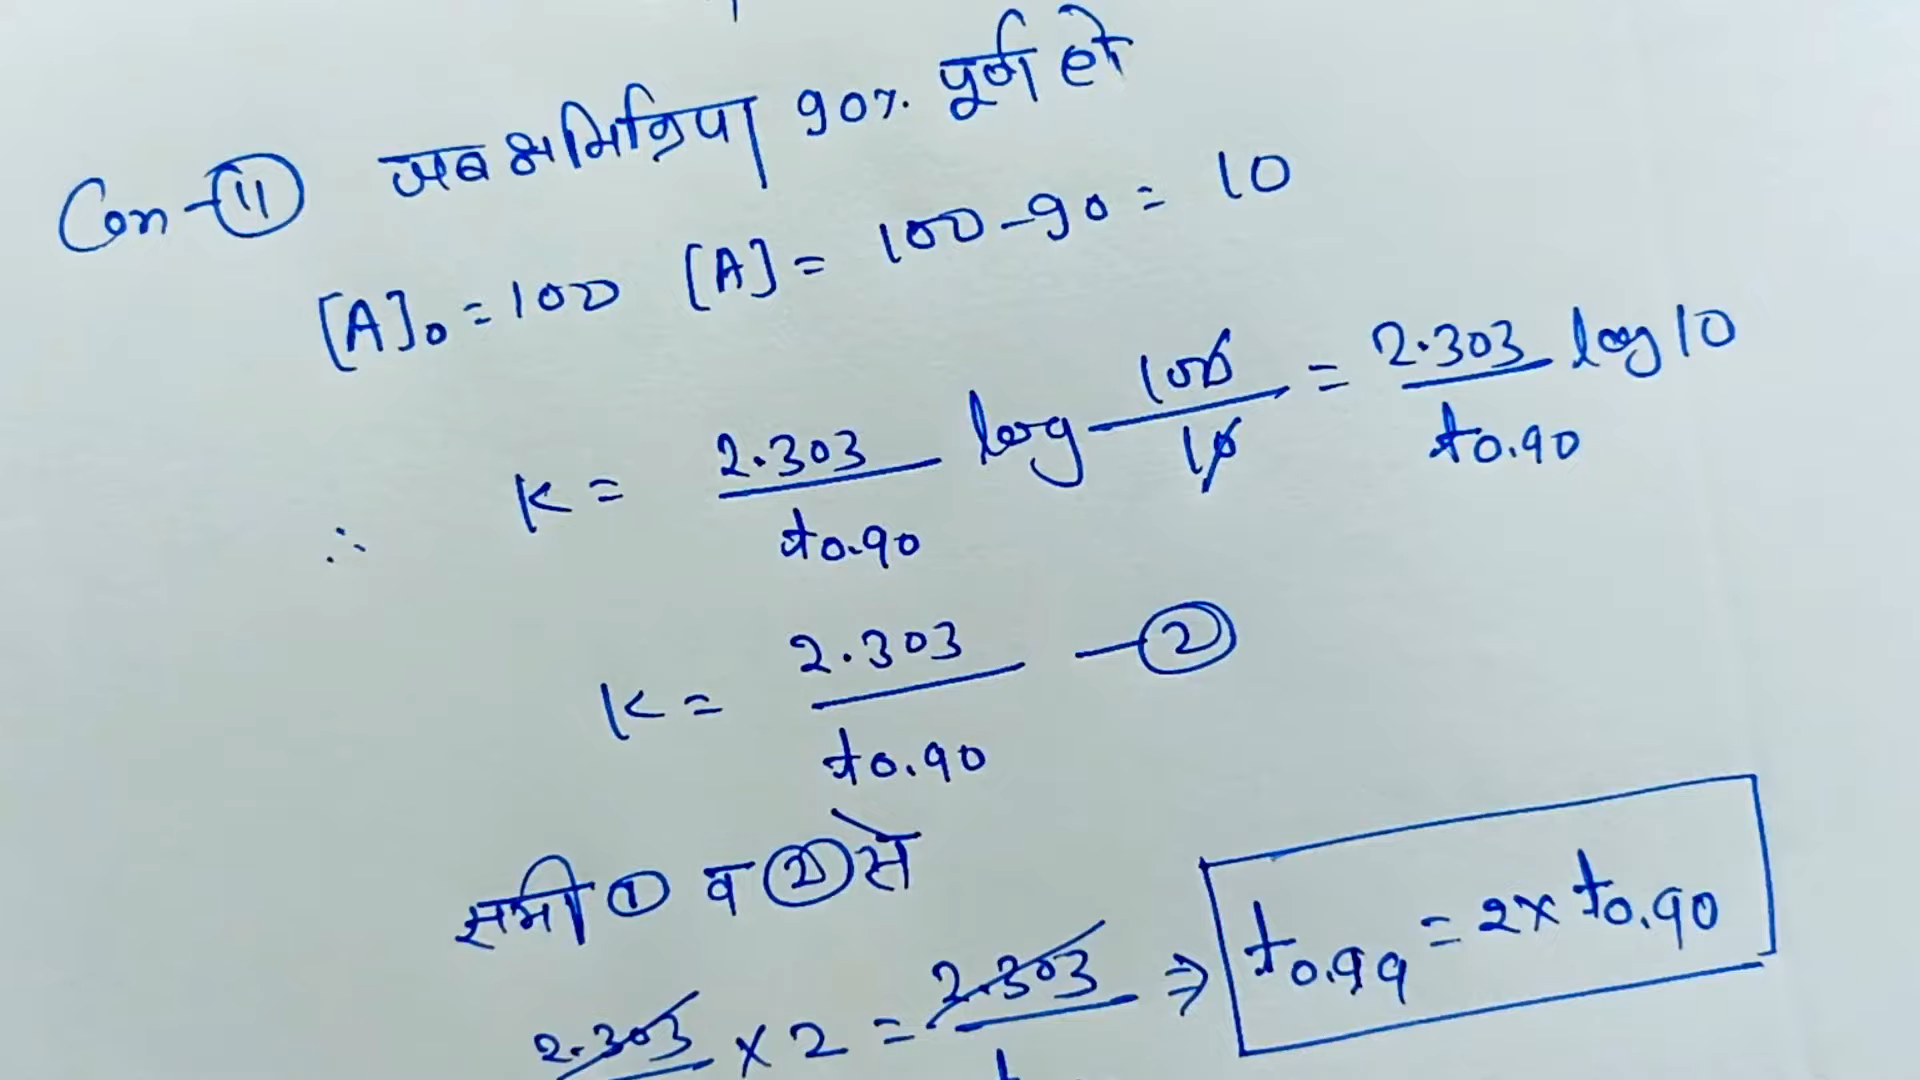 Con-(11) जब अभिक्रिया 90% पूर्ण हो
[A]₀ = 100 [A] = 100-90 = 10
∴ K = 2.303/t0.90 log 100/10 = 2.303/t0.90 log 10
K = 2.303/t0.90 -②
समी ① व ② से
2.303 × 2 = 2.303 ⇒ t0.99 = 2× t0.90